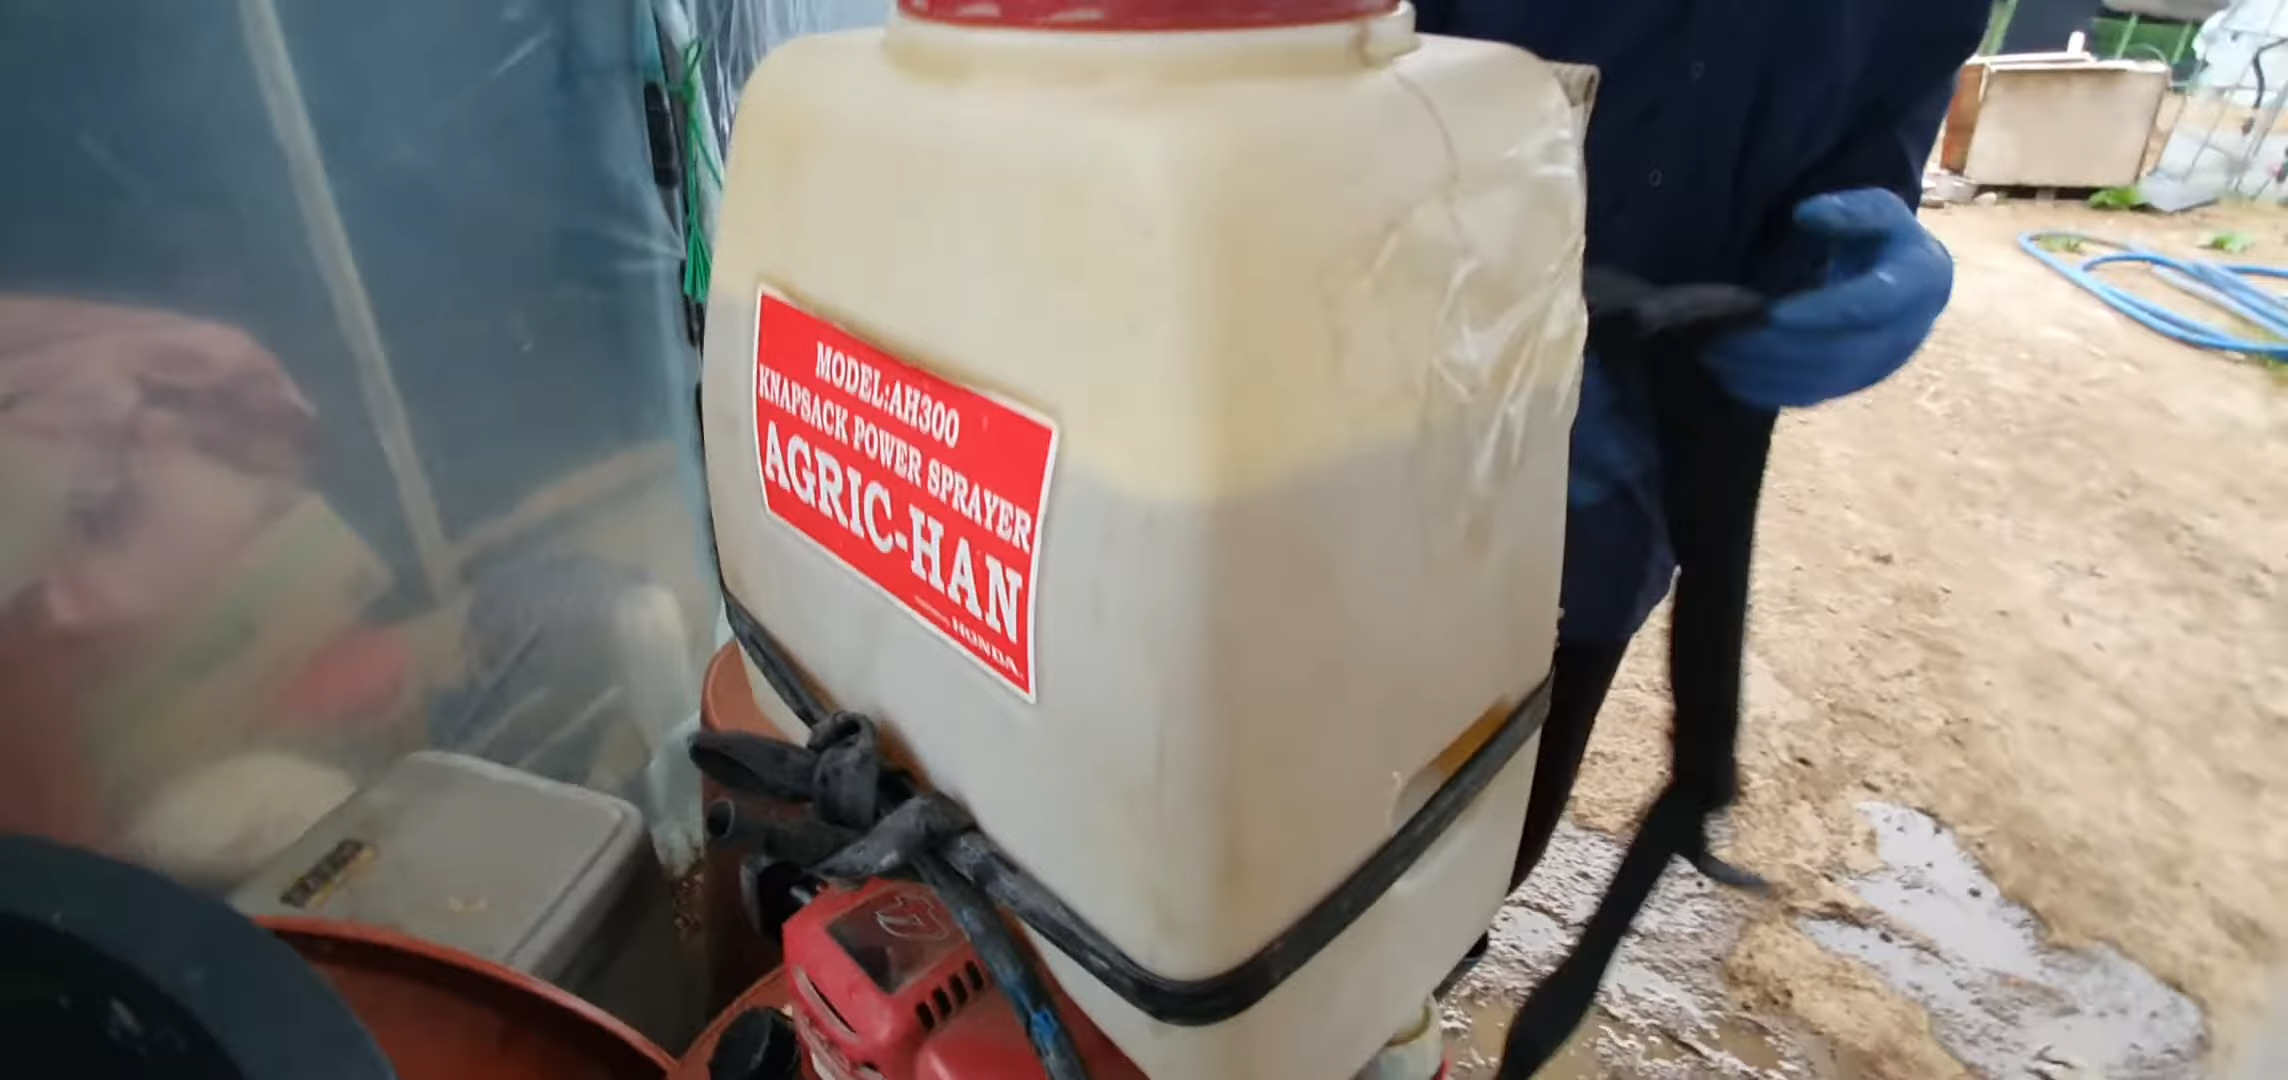 MODEL:AH300
KNAPSACK POWER SPRAYER
AGRIC-HAN
HONDA